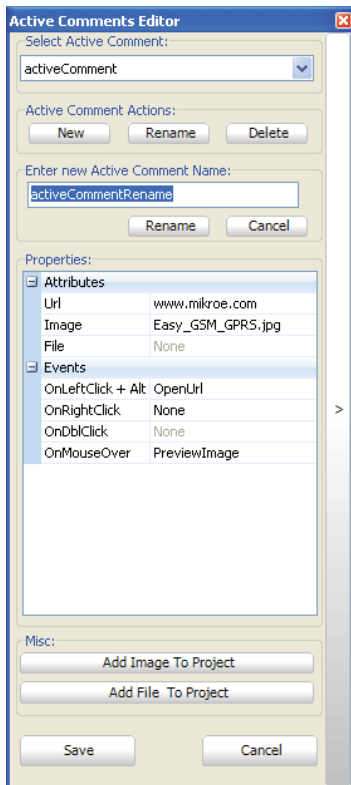 Active Comments Editor
Select Active Comment:
activeComment
Active Comment Actions:
New Rename Delete
Enter new Active Comment Name:
activeCommentRename
Rename Cancel
Properties:
Attributes
Url www.mikroe.com
Image Easy_GSM_GPRS.jpg
File None
Events
OnLeftClick + Alt OpenUrl
OnRightClick None
OnDblClick None
OnMouseOver PreviewImage
>
Misc:
Add Image To Project
Add File To Project
Save Cancel